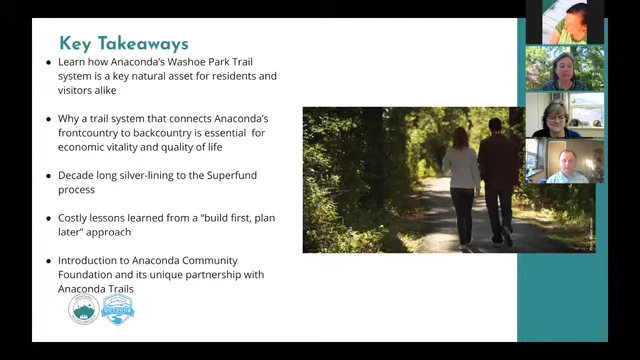 Key Takeaways
• Learn how Anaconda's Washoe Park Trail
system is a key natural asset for residents and
visitors alike
• Why a trail system that connects Anaconda's
frontcountry to backcountry is essential for
economic vitality and quality of life
• Decade long silver-lining to the Superfund
process
• Costly lessons learned from a “build first, plan
later” approach
• Introduction to Anaconda Community
Foundation and its unique partnership with
Anaconda Trails
OUTDOOR